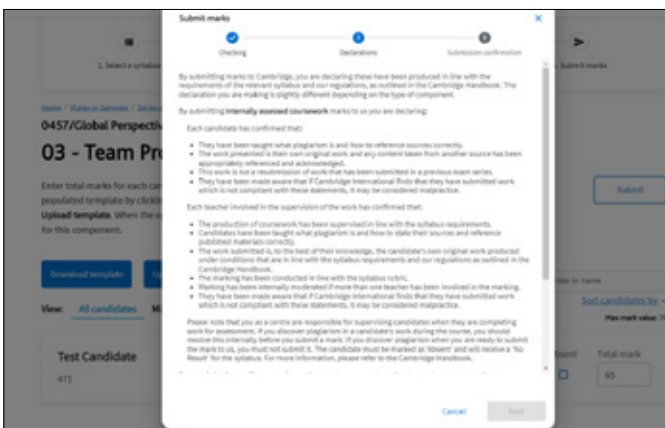 Submit marks
Checking
Declarations
Submission confirmation
1. Select a syllabus
Submit marks
By submitting marks to Cambridge, you are declaring these have been produced in line with the
requirements of the relevant syllabus and our regulations, as outlined in the Cambridge Handbook. The
declaration you are making is slightly different depending on the type of component.
By submitting internally assessed coursework marks to us you are declaring:
Each candidate has confirmed that:
They have been taught what plagiarism is and how to reference sources correctly.
The work presented is their own original work and any content taken from another source has been
appropriately referenced and acknowledged.
This work is not a resubmission of work that has been submitted in a previous exam series.
They have been made aware that if Cambridge International finds that they have submitted work
which is not compliant with these statements, it may be considered malpractice.
Each teacher involved in the supervision of the work has confirmed that:
The production of coursework has been supervised in line with the syllabus requirements.
Candidates have been taught what plagiarism is and how to state their sources and reference
published materials correctly.
The work submitted is, to the best of their knowledge, the candidate's own original work produced
under conditions that are in line with the syllabus requirements and our regulations as outlined in the
Cambridge Handbook.
The marking has been conducted in line with the syllabus rubric.
Marking has been internally moderated if more than one teacher has been involved in the marking.
They have been made aware that if Cambridge International finds that they have submitted work
which is not compliant with these statements, it may be considered malpractice.
Please note that you as a centre are responsible for supervising candidates when they are completing
work for assessment. If you discover plagiarism in a candidate's work during the course, you should
resolve this internally before you submit a mark. If you discover plagiarism when you are ready to submit
the mark to us, you must not submit it. The candidate must be marked as 'Absent' and will receive a 'No
Result' for the syllabus. For more information, please refer to the Cambridge Handbook.
Cancel
Next
Home /
0457/Global Perspectiv
03 - Team Pro
Enter total marks for each can
populated template by clickin
Upload template. When the u
for this component.
Submit
Download template
or name
View: All candidates
Sort candidates by
Max mark value: 70
Test Candidate
471
Total mark
65